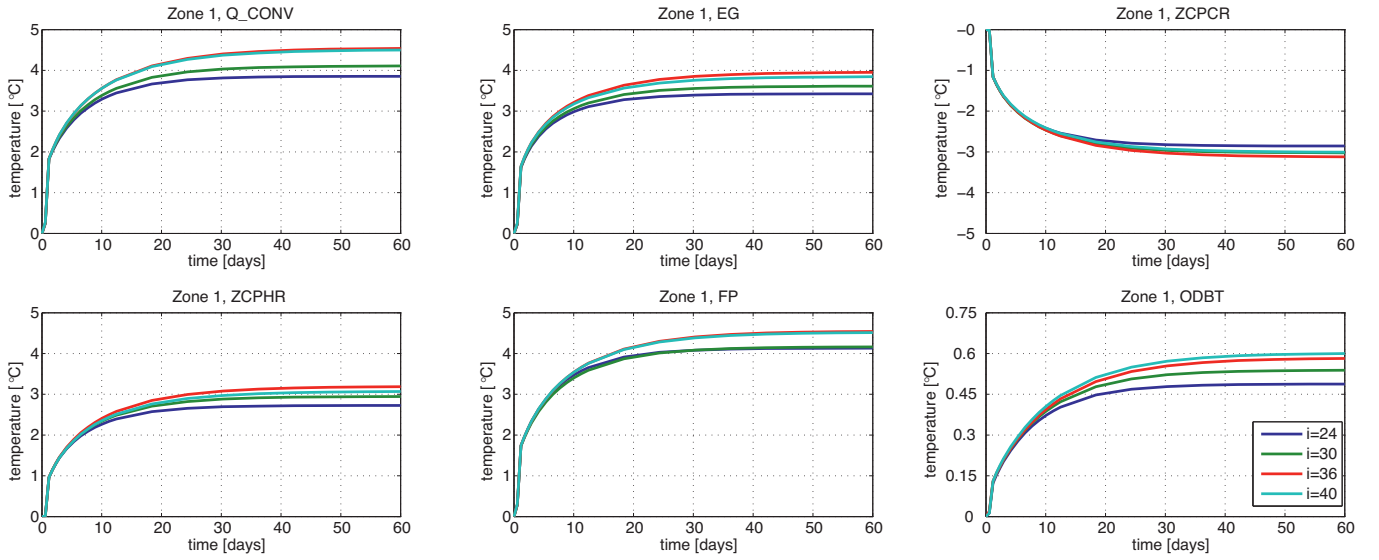 Zone 1, Q_CONV
5
4
3
2
1
0
temperature [ °C]
0 10 20 30 40 50 60
time [days]
Zone 1, EG
5
4
3
2
1
0
temperature [ °C]
0 10 20 30 40 50 60
time [days]
Zone 1, ZCPCR
−0
−1
−2
−3
−4
−5
temperature [ °C]
0 10 20 30 40 50 60
time [days]
Zone 1, ZCPHR
5
4
3
2
1
0
temperature [ °C]
0 10 20 30 40 50 60
time [days]
Zone 1, FP
5
4
3
2
1
0
temperature [ °C]
0 10 20 30 40 50 60
time [days]
Zone 1, ODBT
0.75
0.6
0.45
0.3
0.15
0
temperature [°C]
0 10 20 30 40 50 60
time [days]
i=24
i=30
i=36
i=40